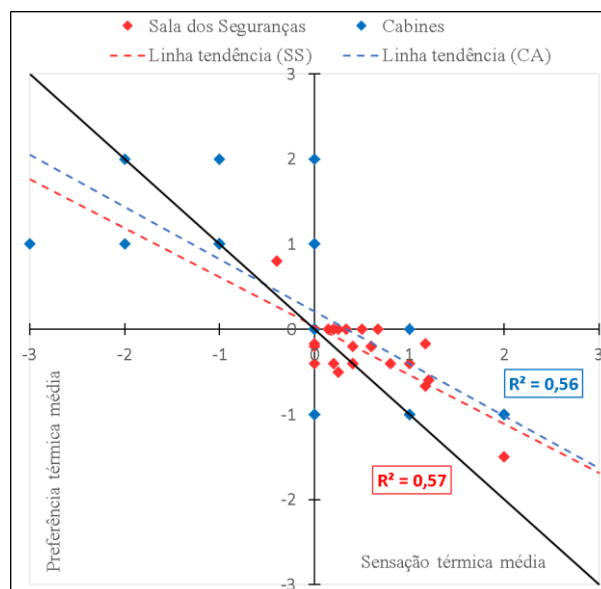 Sala dos Seguranças
Cabines
Linha tendência (SS)
Linha tendência (CA)
3
2
1
0
-3
-2
-1
0
1
2
3
-1
-2
-3
R² = 0,56
R² = 0,57
Preferência térmica média
Sensação térmica média